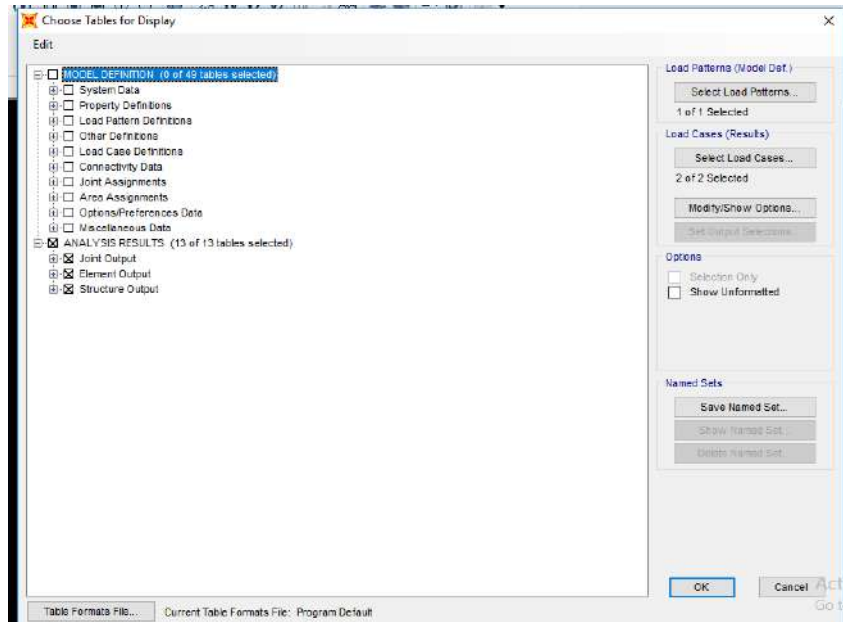 Choose Tables for Display
Edit
MODEL DEFINITION (0 of 49 tables selected)
System Data
Property Definitions
Load Pattern Definitions
Other Definitions
Load Case Definitions
Connectivity Data
Joint Assignments
Area Assignments
Options/Preferences Data
Miscellaneous Data
ANALYSIS RESULTS (13 of 13 tables selected)
Joint Output
Element Output
Structure Output
Load Patterns (Model Def.)
Select Load Patterns...
1 of 1 Selected
Load Cases (Results)
Select Load Cases...
2 of 2 Selected
Modify/Show Options...
Set Output Selections...
Options
Selection Only
Show Unformatted
Named Sets
Save Named Set...
Show Named Set...
Delete Named Set...
OK
Cancel
Act
Go t
Table Formats File...
Current Table Formats File: Program Default